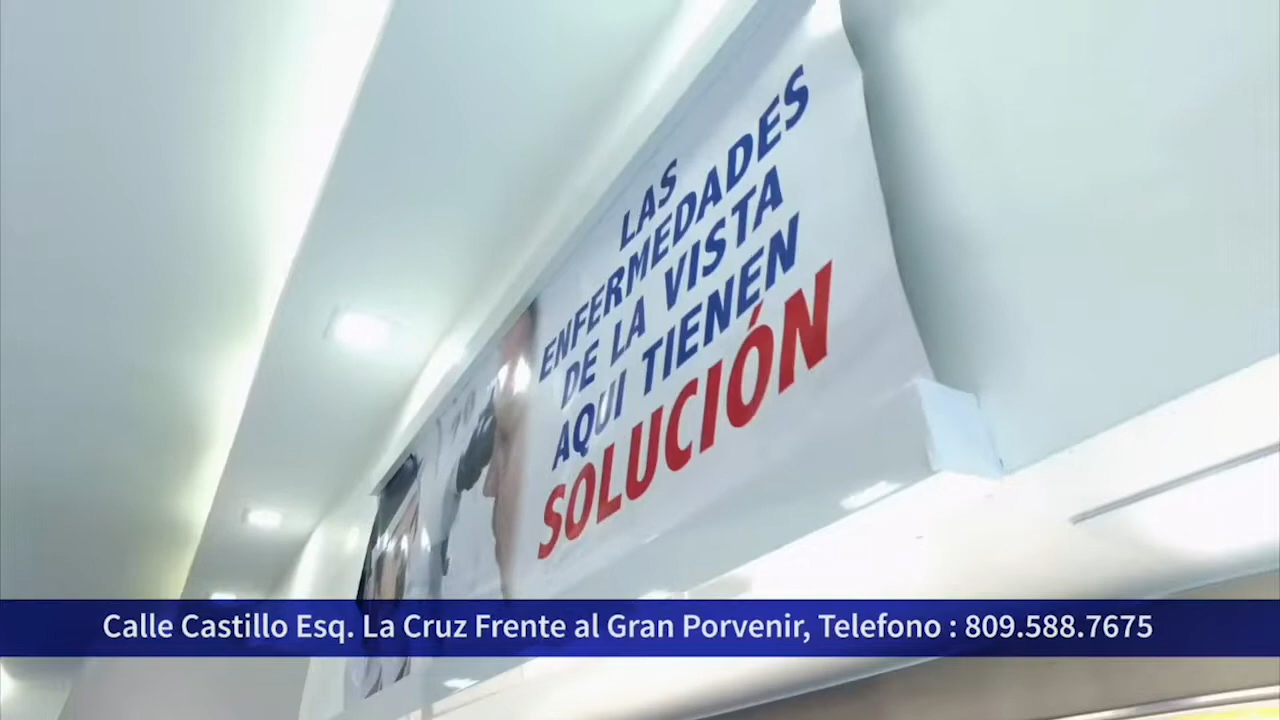 LAS
ENFERMEDADES
DE LA VISTA
AQUI TIENEN
SOLUCIÓN
Calle Castillo Esq. La Cruz Frente al Gran Porvenir, Telefono : 809.588.7675